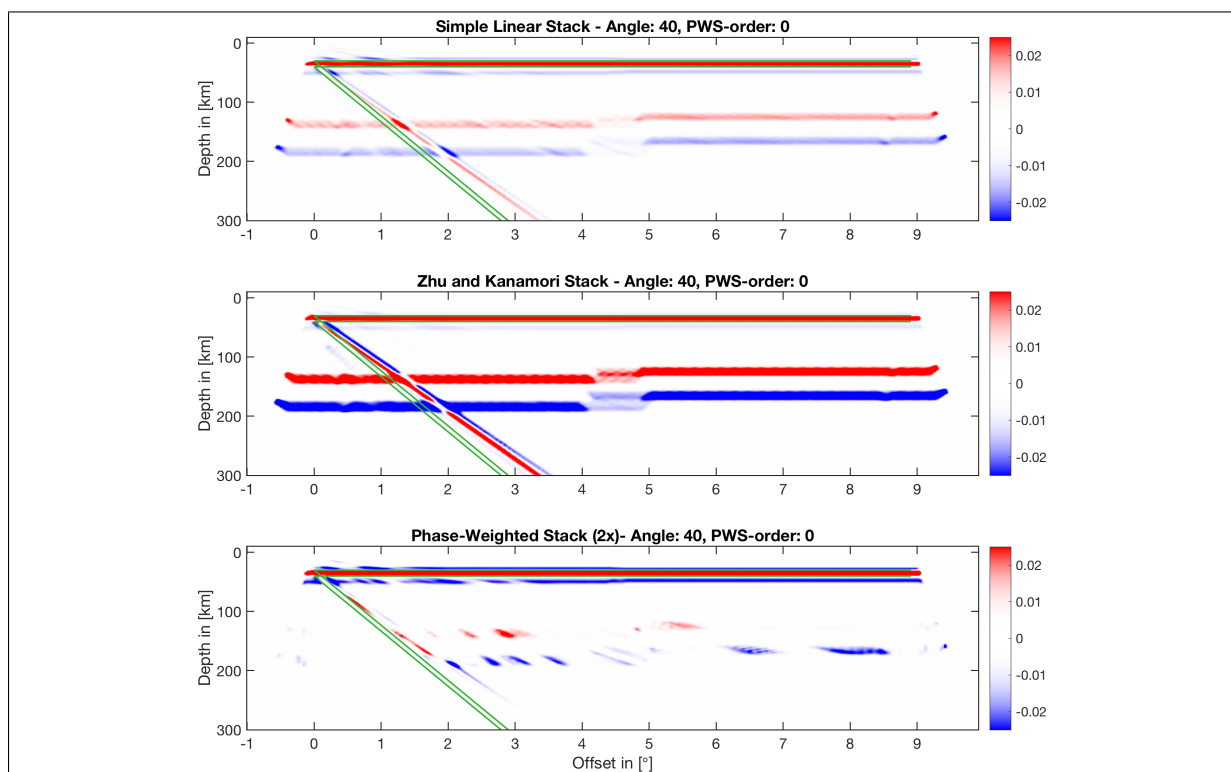 Simple Linear Stack - Angle: 40, PWS-order: 0
Depth in [km]
0
100
200
300
-1 0 1 2 3 4 5 6 7 8 9
0.02
0.01
0
-0.01
-0.02
Zhu and Kanamori Stack - Angle: 40, PWS-order: 0
Depth in [km]
0
100
200
300
-1 0 1 2 3 4 5 6 7 8 9
0.02
0.01
0
-0.01
-0.02
Phase-Weighted Stack (2x)- Angle: 40, PWS-order: 0
Depth in [km]
0
100
200
300
-1 0 1 2 3 4 5 6 7 8 9
Offset in [°]
0.02
0.01
0
-0.01
-0.02